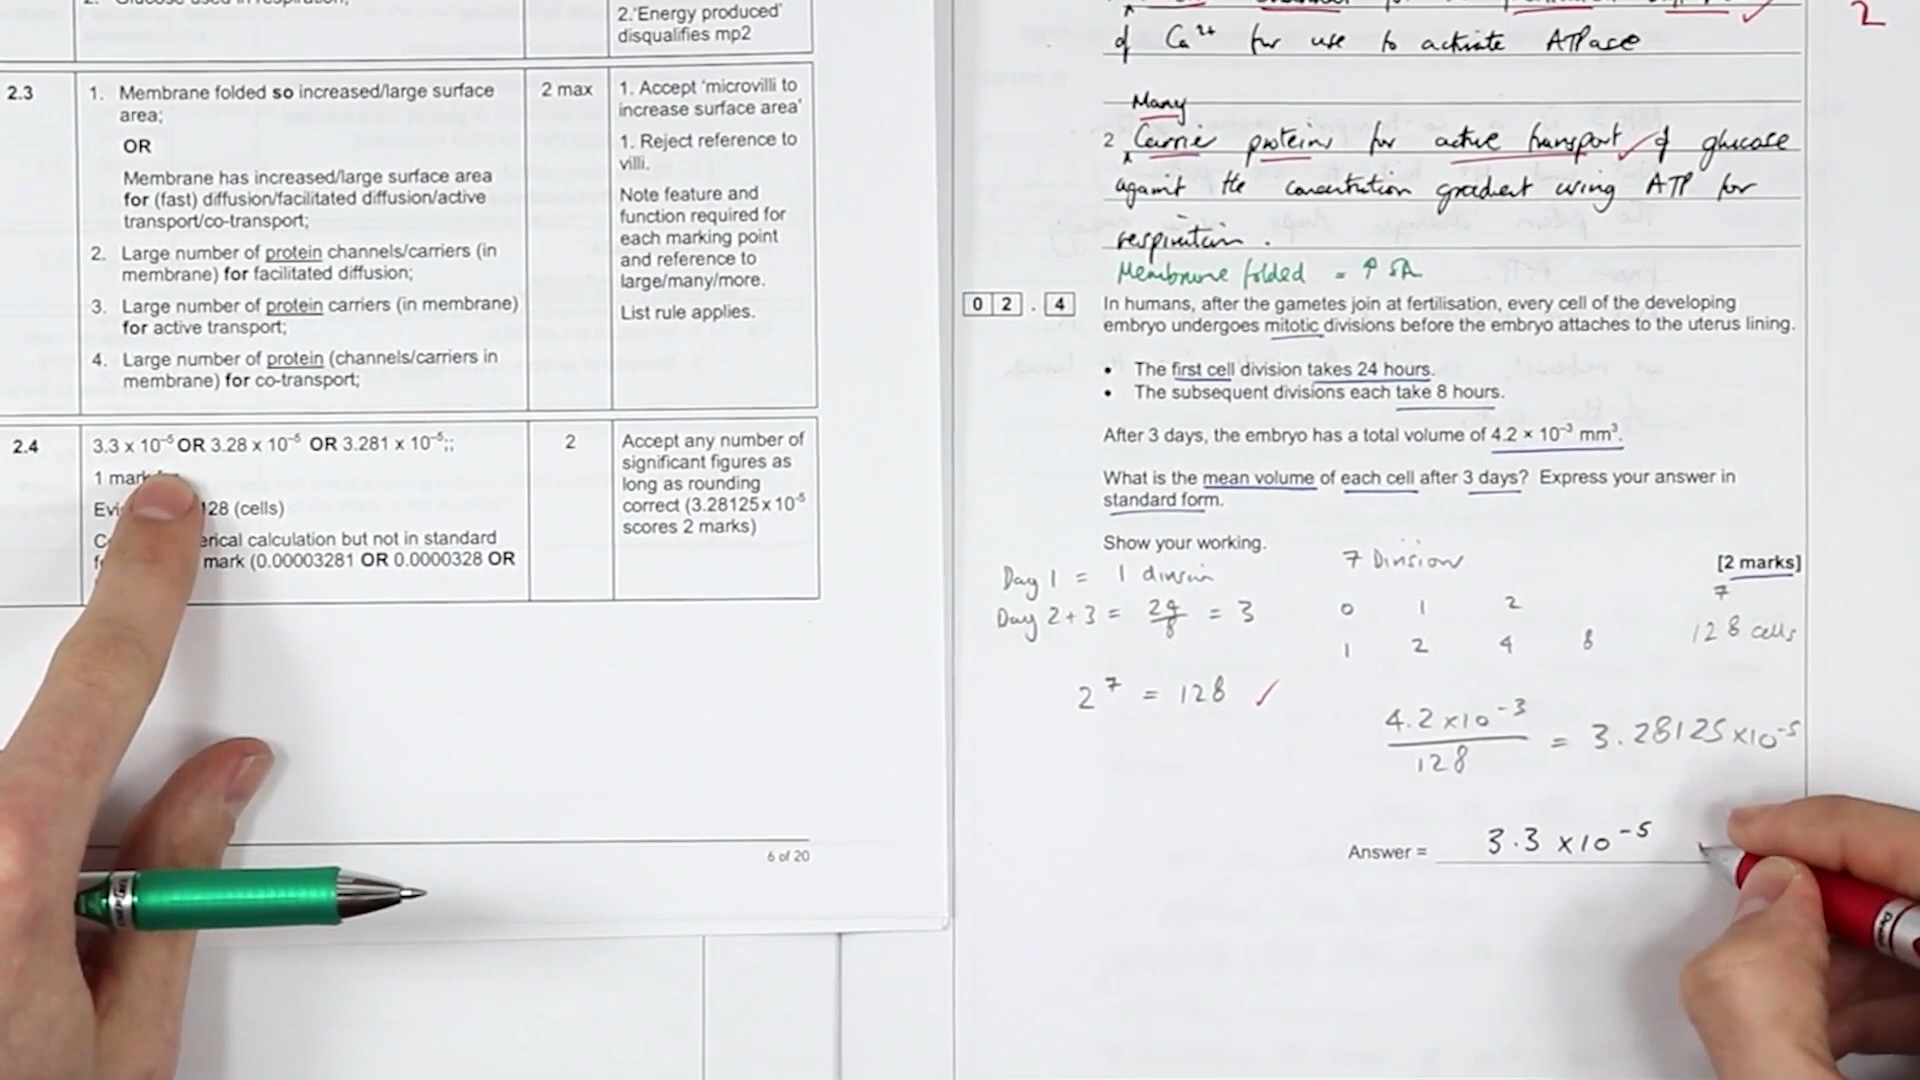 2.'Energy produced'
disqualifies mp2
2.3
1. Membrane folded so increased/large surface
area;
OR
Membrane has increased/large surface area
for (fast) diffusion/facilitated diffusion/active
transport/co-transport;
2. Large number of protein channels/carriers (in
membrane) for facilitated diffusion;
3. Large number of protein carriers (in membrane)
for active transport;
4. Large number of protein (channels/carriers in
membrane) for co-transport;
2 max
1. Accept 'microvilli to
increase surface area'
1. Reject reference to
villi.
Note feature and
function required for
each marking point
and reference to
large/many/more.
List rule applies.
2.4
3.3 x 10⁻⁵ OR 3.28 x 10⁻⁵ OR 3.281 x 10⁻⁵;;
1 mark
128 (cells)
calculation but not in standard
mark (0.00003281 OR 0.0000328 OR
2
Accept any number of
significant figures as
long as rounding
correct (3.28125 x 10⁻⁵
scores 2 marks)
6 of 20
2
of Ca²⁺ for use to activate ATPase
Many
2 Carrier proteins for active transport ✓ of glucose
against the concentration gradient using ATP for
respiration.
Membrane folded = ↑ SA
0 2 . 4
In humans, after the gametes join at fertilisation, every cell of the developing
embryo undergoes mitotic divisions before the embryo attaches to the uterus lining.
• The first cell division takes 24 hours.
• The subsequent divisions each take 8 hours.
After 3 days, the embryo has a total volume of 4.2 × 10⁻³ mm³.
What is the mean volume of each cell after 3 days? Express your answer in
standard form.
Show your working.
[2 marks]
7 Division
Day 1 = 1 division
Day 2+3 = 24/8 = 3
0 1 2 7
1 2 4 8 128 cells
2⁷ = 128 ✓
4.2 x10⁻³ / 128 = 3.28125 x10⁻⁵
Answer = 3.3 x10⁻⁵